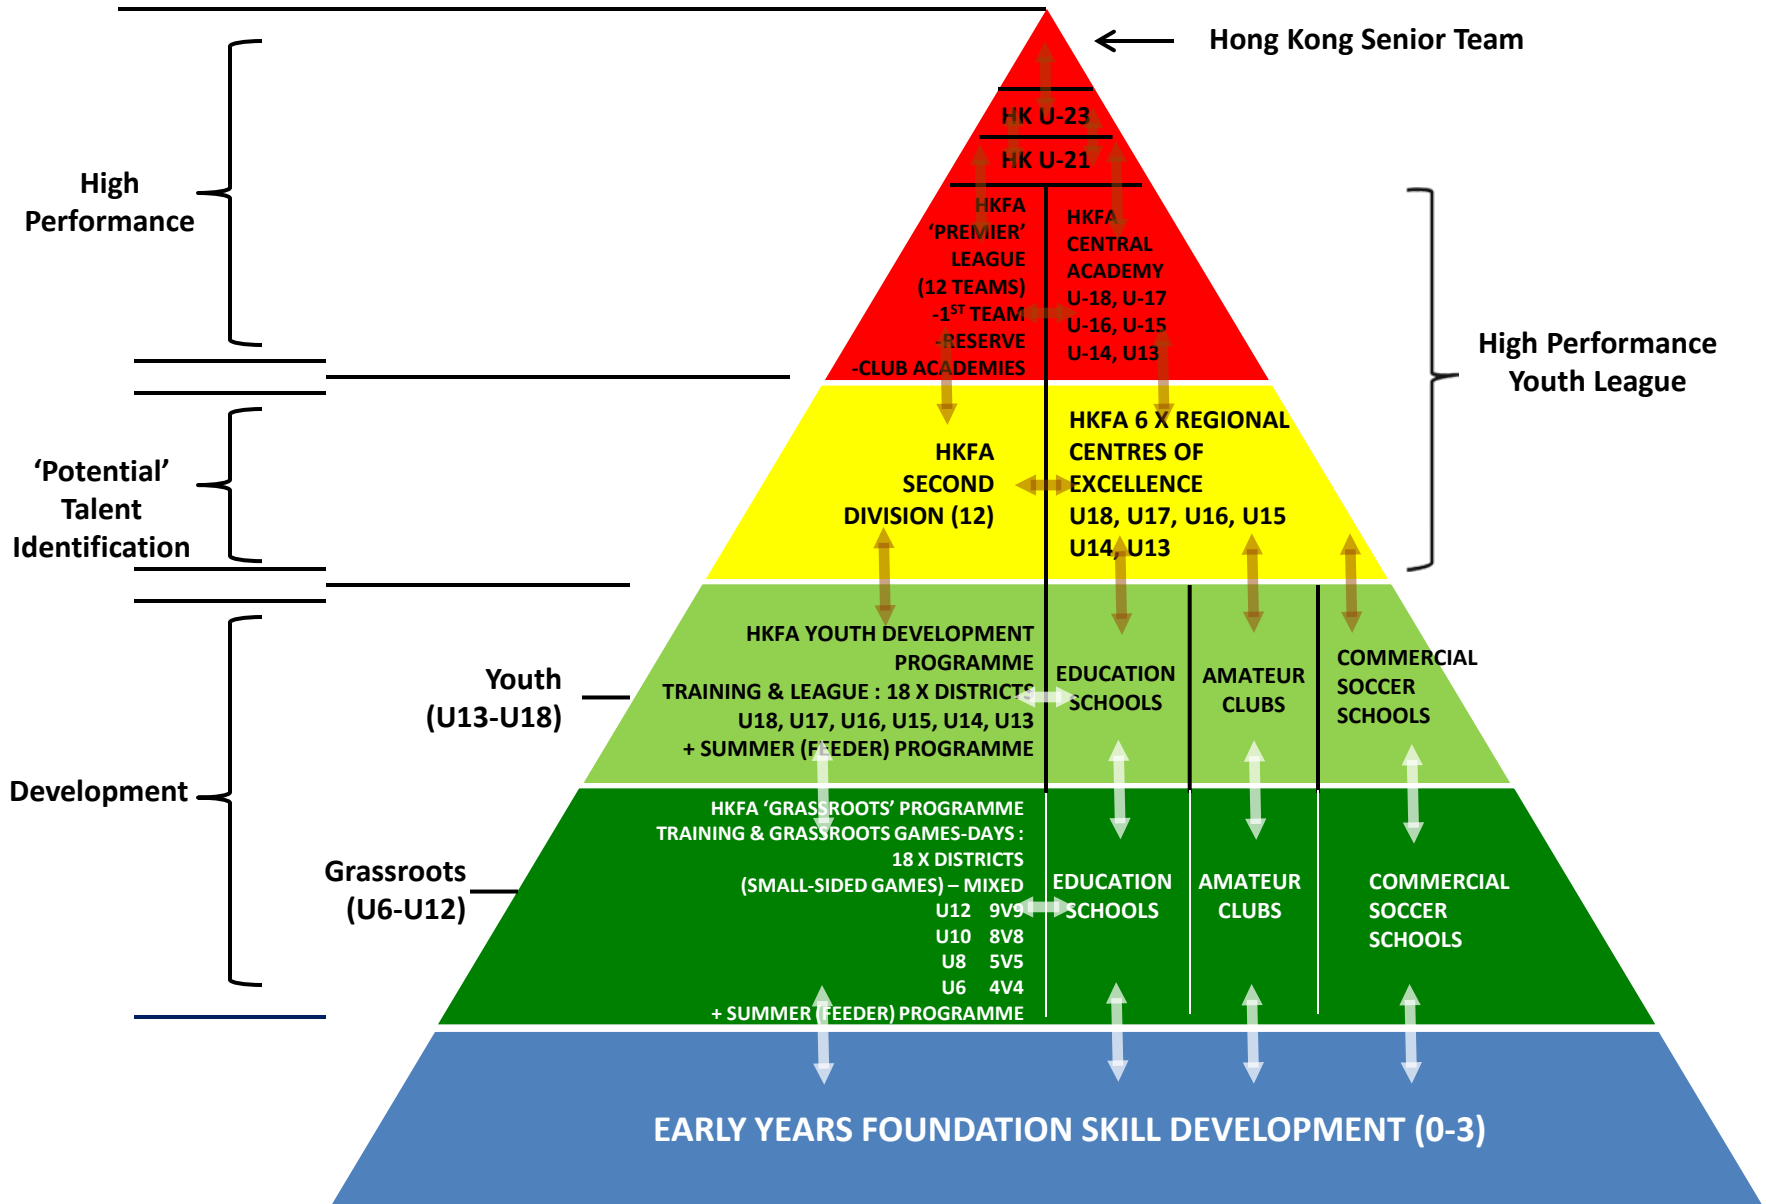 Hong Kong Senior Team
HK U-23
HK U-21
High
Performance
HKFA
‘PREMIER’
LEAGUE
(12 TEAMS)
-1ST TEAM
-RESERVE
-CLUB ACADEMIES
HKFA
CENTRAL
ACADEMY
U-18, U-17
U-16, U-15
U-14, U13
High Performance
Youth League
‘Potential’
Talent
Identification
HKFA
SECOND
DIVISION (12)
HKFA 6 X REGIONAL
CENTRES OF
EXCELLENCE
U18, U17, U16, U15
U14, U13
Development
Youth
(U13-U18)
HKFA YOUTH DEVELOPMENT
PROGRAMME
TRAINING & LEAGUE : 18 X DISTRICTS
U18, U17, U16, U15, U14, U13
+ SUMMER (FEEDER) PROGRAMME
EDUCATION
SCHOOLS
AMATEUR
CLUBS
COMMERCIAL
SOCCER
SCHOOLS
Grassroots
(U6-U12)
HKFA ‘GRASSROOTS’ PROGRAMME
TRAINING & GRASSROOTS GAMES-DAYS :
18 X DISTRICTS
(SMALL-SIDED GAMES) – MIXED
U12 9V9
U10 8V8
U8 5V5
U6 4V4
+ SUMMER (FEEDER) PROGRAMME
EDUCATION
SCHOOLS
AMATEUR
CLUBS
COMMERCIAL
SOCCER
SCHOOLS
EARLY YEARS FOUNDATION SKILL DEVELOPMENT (0-3)